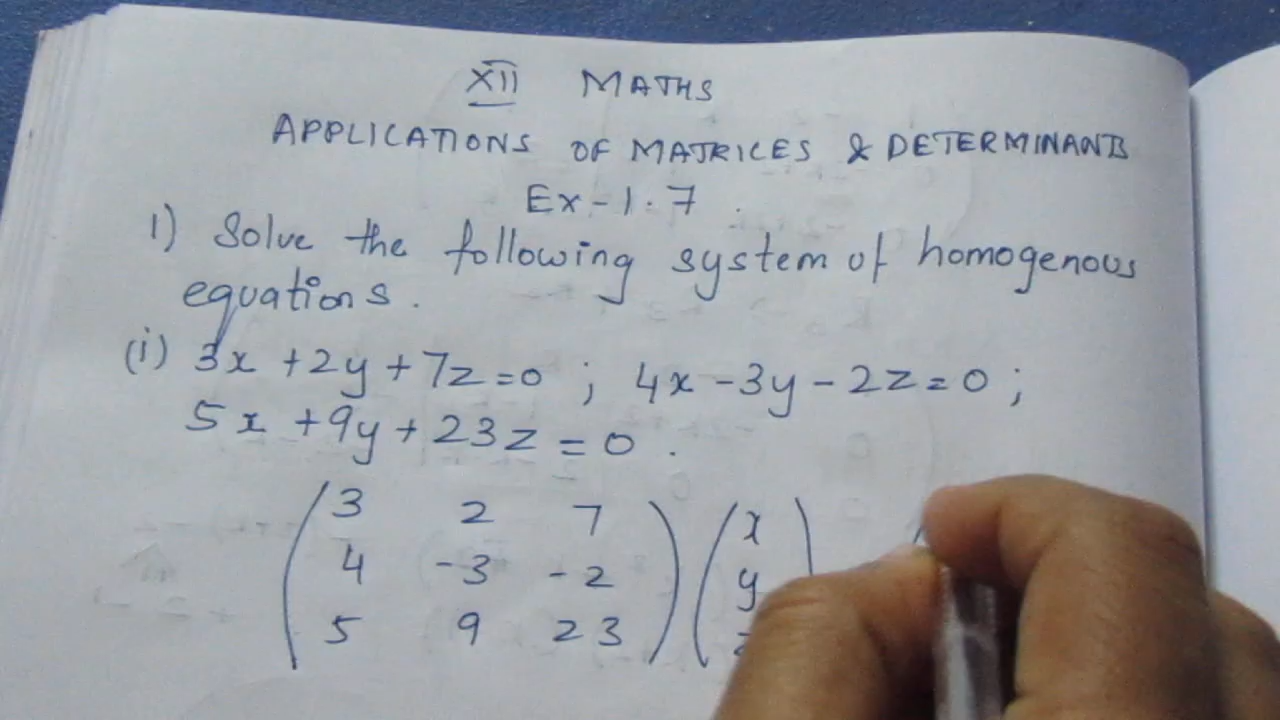 XII MATHS
APPLICATIONS OF MATRICES & DETERMINANTS
Ex-1.7.
1) Solve the following system of homogenous
equations.
(i) 3x +2y+7z=0 ; 4x -3y-2z=0 ;
5x +9y+23z=0.
3 2 7 x
4 -3 -2 y
5 9 23